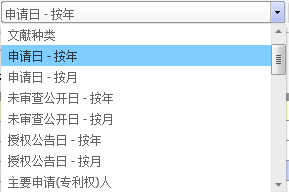 申请日 - 按年
文献种类
申请日 - 按年
申请日 - 按月
未审查公开日 - 按年
未审查公开日 - 按月
授权公告日 - 按年
授权公告日 - 按月
主要申请(专利权)人